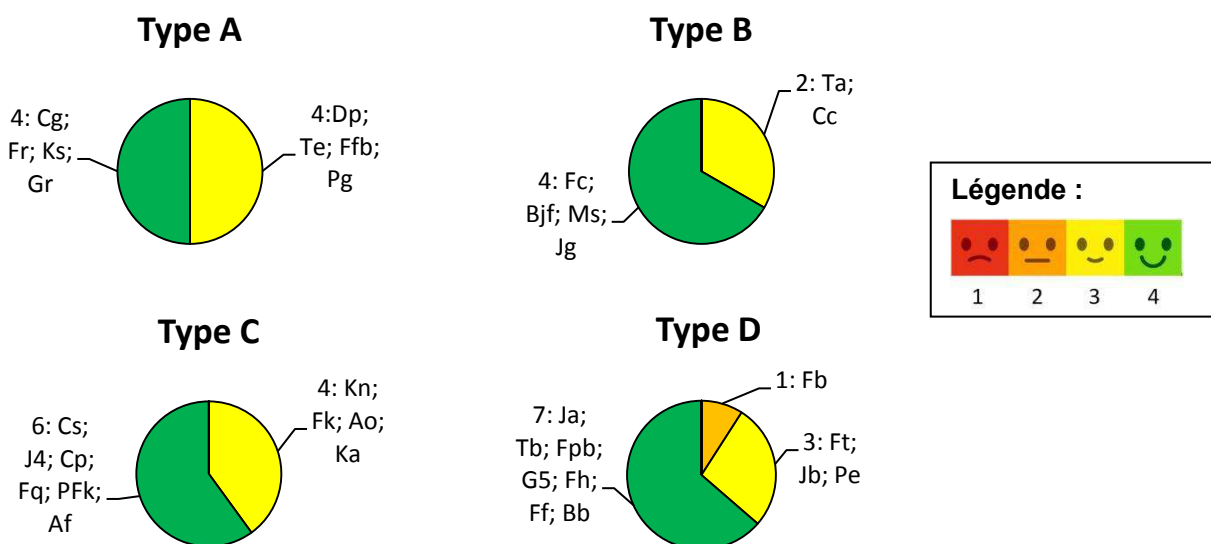 Type A
4: Cg;
Fr; Ks;
Gr
4:Dp;
Te; Ffb;
Pg
Type B
2: Ta;
Cc
4: Fc;
Bjf; Ms;
Jg
Légende :
1 2 3 4
Type C
6: Cs;
J4; Cp;
Fq; PFk;
Af
4: Kn;
Fk; Ao;
Ka
Type D
1: Fb
7: Ja;
Tb; Fpb;
G5; Fh;
Ff; Bb
3: Ft;
Jb; Pe